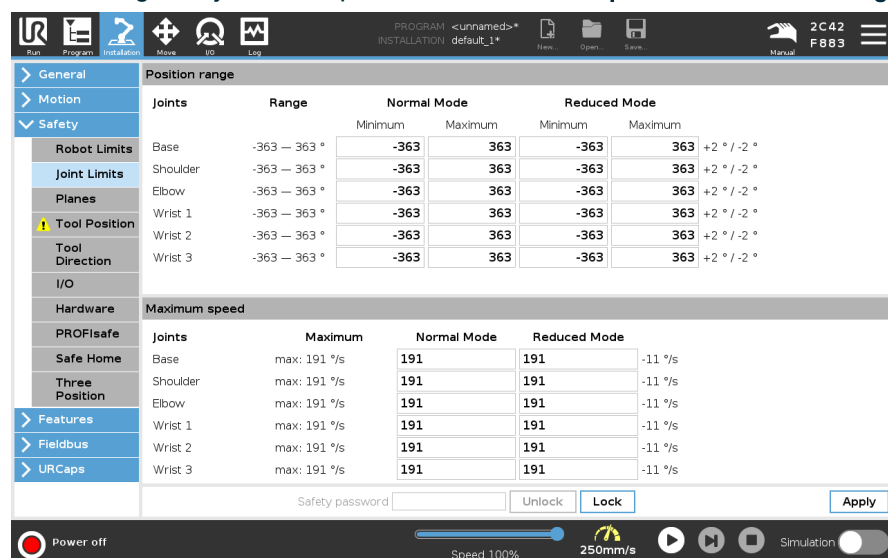 PROGRAM <unnamed>*
INSTALLATION default_1*
Run Program Installation Move I/O Log New... Open... Save... Manual
2C42
F883
General
Motion
Safety
Robot Limits
Joint Limits
Planes
Tool Position
Tool
Direction
I/O
Hardware
PROFIsafe
Safe Home
Three
Position
Features
Fieldbus
URCaps
Position range
Joints Range Normal Mode Reduced Mode
Minimum Maximum Minimum Maximum
Base -363 — 363 ° -363 363 -363 363 +2 ° / -2 °
Shoulder -363 — 363 ° -363 363 -363 363 +2 ° / -2 °
Elbow -363 — 363 ° -363 363 -363 363 +2 ° / -2 °
Wrist 1 -363 — 363 ° -363 363 -363 363 +2 ° / -2 °
Wrist 2 -363 — 363 ° -363 363 -363 363 +2 ° / -2 °
Wrist 3 -363 — 363 ° -363 363 -363 363 +2 ° / -2 °
Maximum speed
Joints Maximum Normal Mode Reduced Mode
Base max: 191 °/s 191 191 -11 °/s
Shoulder max: 191 °/s 191 191 -11 °/s
Elbow max: 191 °/s 191 191 -11 °/s
Wrist 1 max: 191 °/s 191 191 -11 °/s
Wrist 2 max: 191 °/s 191 191 -11 °/s
Wrist 3 max: 191 °/s 191 191 -11 °/s
Safety password Unlock Lock Apply
Power off Speed 100% 250mm/s Simulation